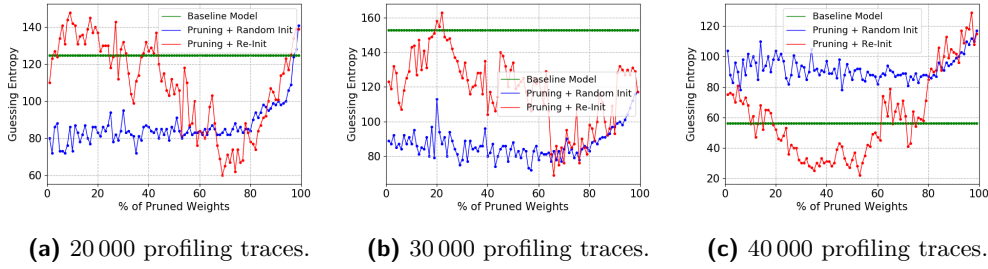 Baseline Model
Pruning + Random Init
Pruning + Re-Init
Guessing Entropy
140
120
100
80
60
0 20 40 60 80 100
% of Pruned Weights
(a) 20 000 profiling traces.
Baseline Model
Pruning + Random Init
Pruning + Re-Init
Guessing Entropy
160
140
120
100
80
0 20 40 60 80 100
% of Pruned Weights
(b) 30 000 profiling traces.
Baseline Model
Pruning + Random Init
Pruning + Re-Init
Guessing Entropy
120
100
80
60
40
20
0 20 40 60 80 100
% of Pruned Weights
(c) 40 000 profiling traces.